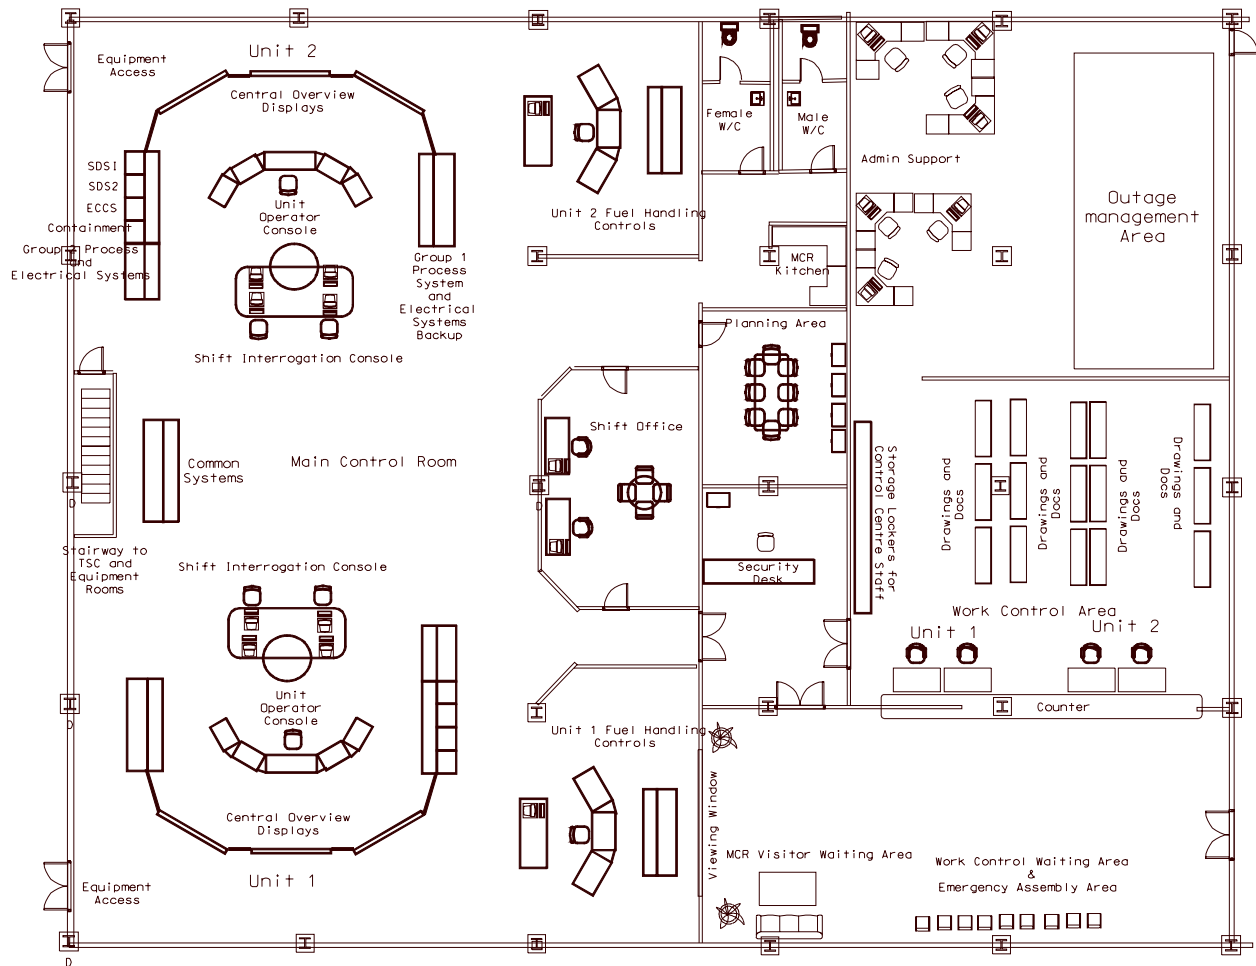 Unit 2
Equipment
Access
Central Overview
Displays
SDS1
SDS2
ECCS
Containment
Group 2 Process
and
Electrical Systems
Unit
Operator
Console
Group 1
Process
System
and
Electrical
Systems
Backup
Shift Interrogation Console
Unit 2 Fuel Handling
Controls
Female
W/C
Male
W/C
Admin Support
Outage
management
Area
MCR
Kitchen
Planning Area
Shift Office
Main Control Room
Common
Systems
Stairway to
TSC and
Equipment
Rooms
D
Shift Interrogation Console
Security
Desk
Storage Lockers for
Control Centre Staff
Drawings and
Docs
Drawings and
Docs
Drawings and
Docs
Drawings and
Docs
Work Control Area
Unit 1
Unit 2
Counter
Unit
Operator
Console
Unit 1 Fuel Handling
Controls
D
Central Overview
Displays
Unit 1
Equipment
Access
Viewing Window
MCR Visitor Waiting Area
Work Control Waiting Area
&
Emergency Assembly Area
D
D